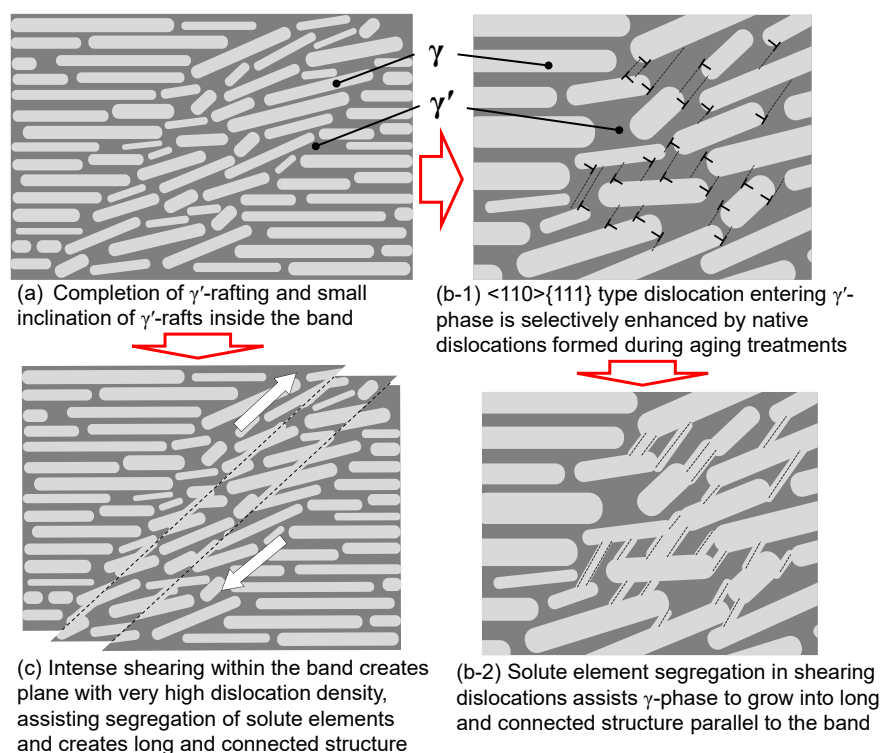 γ
γ′
(a) Completion of γ′-rafting and small
inclination of γ′-rafts inside the band
(b-1) <110>{111} type dislocation entering γ′-
phase is selectively enhanced by native
dislocations formed during aging treatments
(c) Intense shearing within the band creates
plane with very high dislocation density,
assisting segregation of solute elements
and creates long and connected structure
(b-2) Solute element segregation in shearing
dislocations assists γ-phase to grow into long
and connected structure parallel to the band